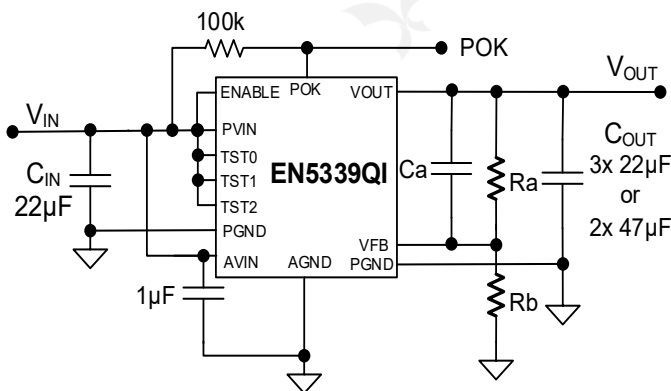 100k
POK
ENABLE
POK
VOUT
VOUT
VIN
PVIN
TST0
TST1
TST2
EN5339QI
Ca
Ra
COUT
3x 22µF
or
2x 47µF
CIN
22µF
PGND
VFB
PGND
AVIN
AGND
1µF
Rb